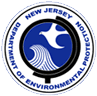 NEW JERSEY
DEPARTMENT OF ENVIRONMENTAL PROTECTION